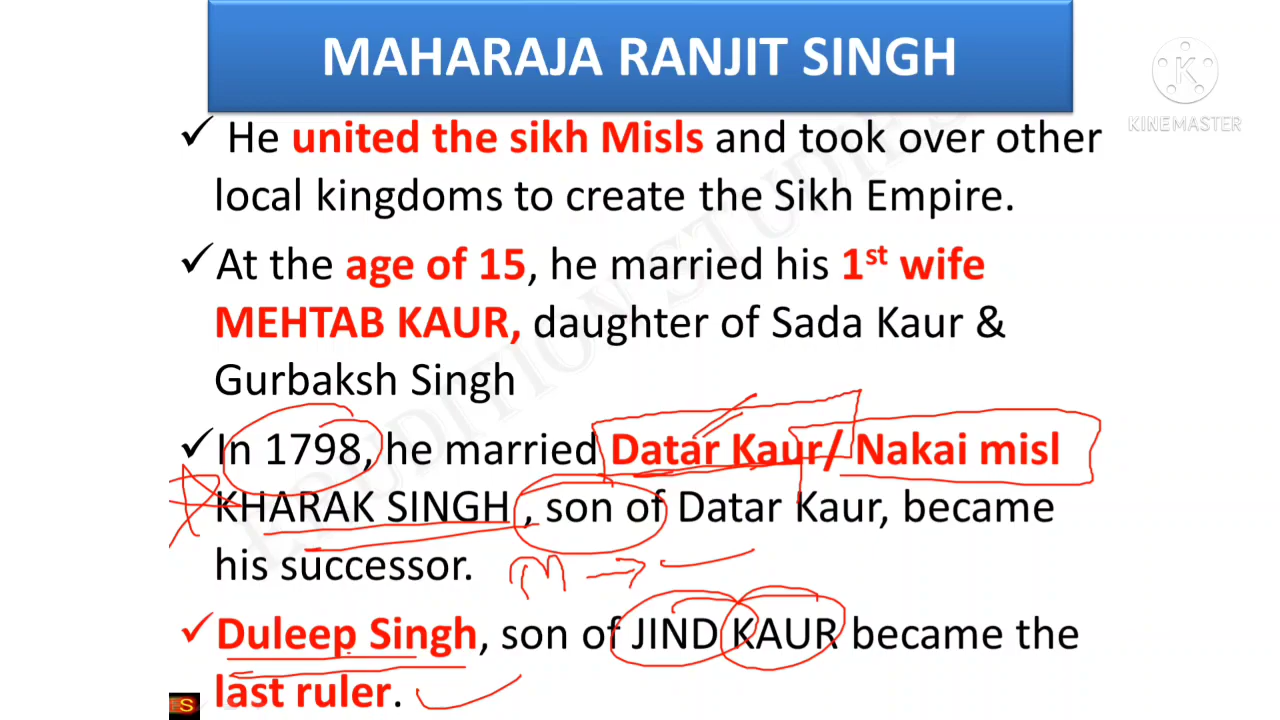 MAHARAJA RANJIT SINGH
K
KINEMASTER
✓ He united the sikh Misls and took over other
local kingdoms to create the Sikh Empire.
✓ At the age of 15, he married his 1st wife
MEHTAB KAUR, daughter of Sada Kaur &
Gurbaksh Singh
✓ In 1798, he married Datar Kaur/ Nakai misl
KHARAK SINGH , son of Datar Kaur, became
his successor.
✓ Duleep Singh, son of JIND KAUR became the
last ruler.
S